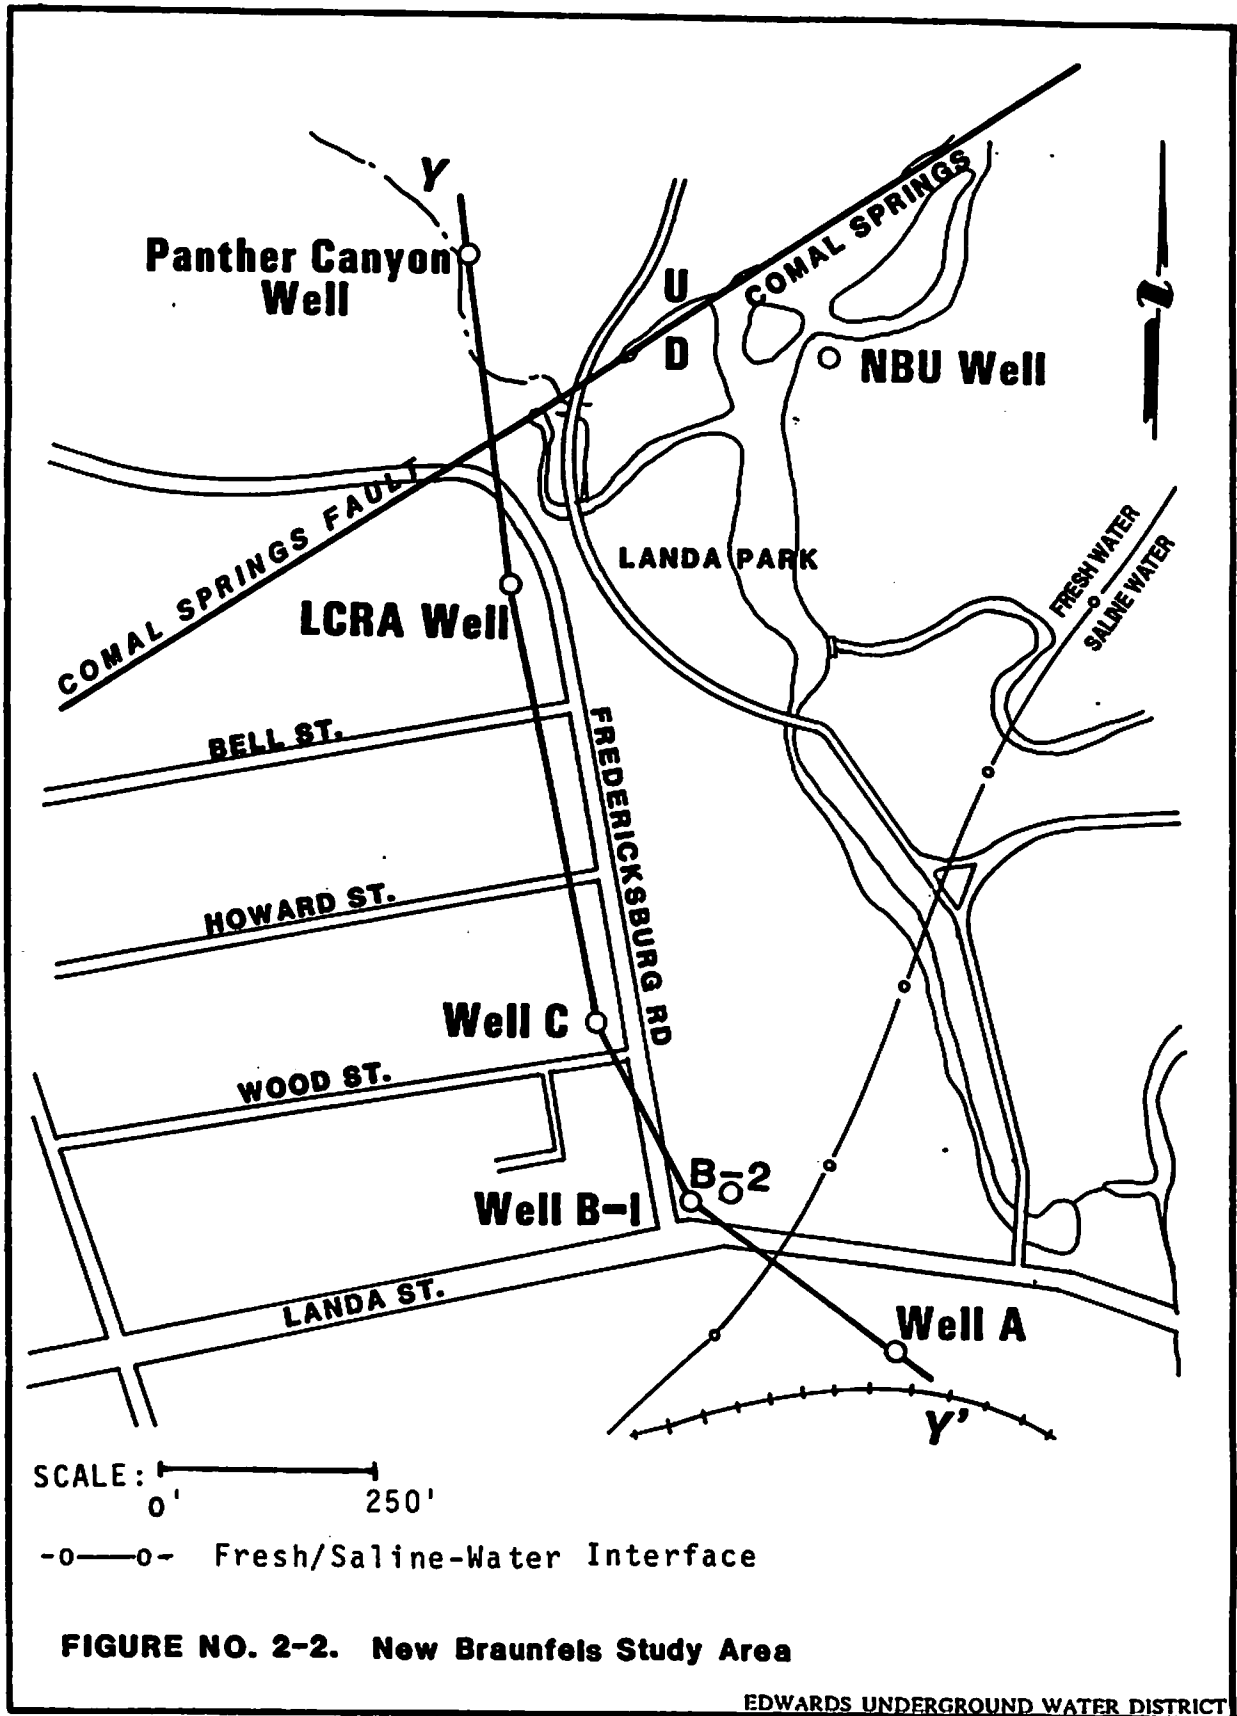 Y
Panther Canyon
Well
U
D
COMAL SPRINGS
NBU Well
COMAL SPRINGS FAULT
LANDA PARK
FRESH WATER
SALINE WATER
LCRA Well
BELL ST.
FREDERICKSBURG RD
HOWARD ST.
Well C
WOOD ST.
B-2
Well B-1
LANDA ST.
Well A
Y'
SCALE:
0' 250'
-o—o- Fresh/Saline-Water Interface
FIGURE NO. 2-2. New Braunfels Study Area
EDWARDS UNDERGROUND WATER DISTRICT